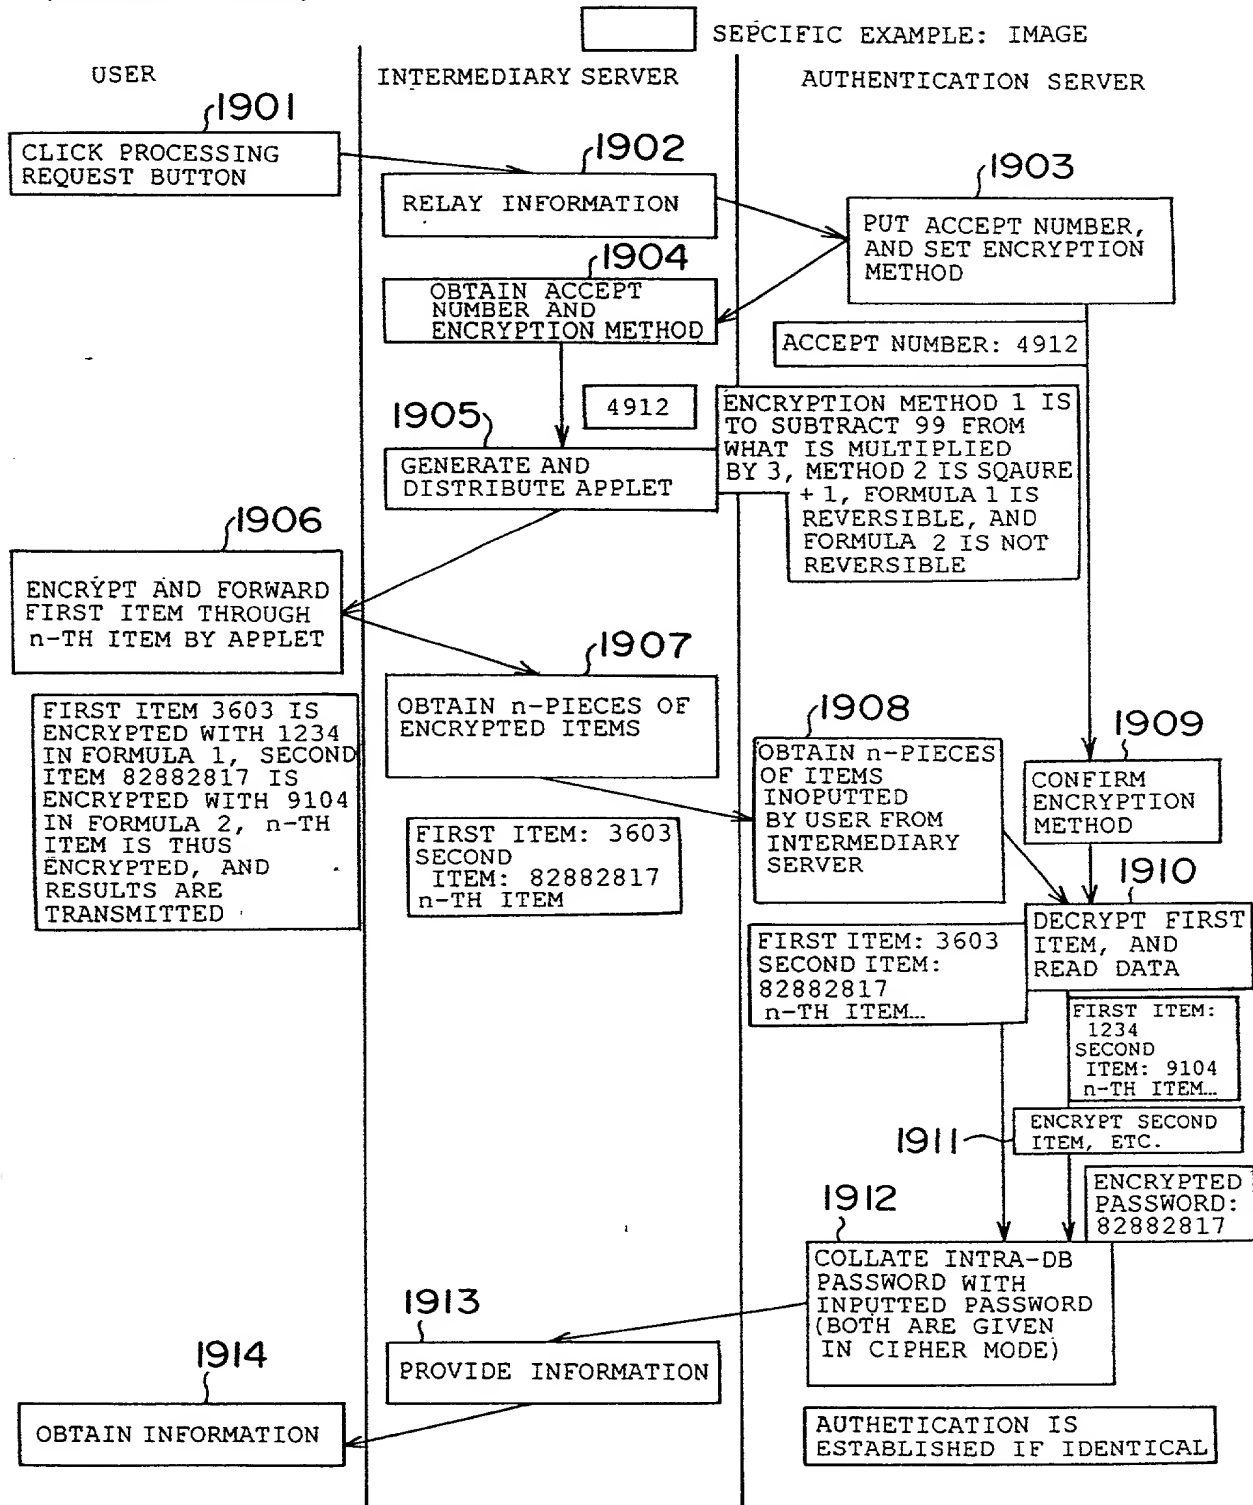 SEPCIFIC EXAMPLE: IMAGE
USER
INTERMEDIARY SERVER
AUTHENTICATION SERVER
1901
CLICK PROCESSING
REQUEST BUTTON
1902
RELAY INFORMATION
1903
PUT ACCEPT NUMBER,
AND SET ENCRYPTION
METHOD
1904
OBTAIN ACCEPT
NUMBER AND
ENCRYPTION METHOD
ACCEPT NUMBER: 4912
4912
ENCRYPTION METHOD 1 IS
TO SUBTRACT 99 FROM
WHAT IS MULTIPLIED
BY 3, METHOD 2 IS SQAURE
+ 1, FORMULA 1 IS
REVERSIBLE, AND
FORMULA 2 IS NOT
REVERSIBLE
1905
GENERATE AND
DISTRIBUTE APPLET
1906
ENCRYPT AND FORWARD
FIRST ITEM THROUGH
n-TH ITEM BY APPLET
FIRST ITEM 3603 IS
ENCRYPTED WITH 1234
IN FORMULA 1, SECOND
ITEM 82882817 IS
ENCRYPTED WITH 9104
IN FORMULA 2, n-TH
ITEM IS THUS
ENCRYPTED, AND
RESULTS ARE
TRANSMITTED
1907
OBTAIN n-PIECES OF
ENCRYPTED ITEMS
FIRST ITEM: 3603
SECOND
ITEM: 82882817
n-TH ITEM
1908
OBTAIN n-PIECES
OF ITEMS
INOPUTTED
BY USER FROM
INTERMEDIARY
SERVER
1909
CONFIRM
ENCRYPTION
METHOD
FIRST ITEM: 3603
SECOND ITEM:
82882817
n-TH ITEM...
1910
DECRYPT FIRST
ITEM, AND
READ DATA
FIRST ITEM:
1234
SECOND
ITEM: 9104
n-TH ITEM...
1911
ENCRYPT SECOND
ITEM, ETC.
ENCRYPTED
PASSWORD:
82882817
1912
COLLATE INTRA-DB
PASSWORD WITH
INPUTTED PASSWORD
(BOTH ARE GIVEN
IN CIPHER MODE)
1913
PROVIDE INFORMATION
1914
OBTAIN INFORMATION
AUTHETICATION IS
ESTABLISHED IF IDENTICAL